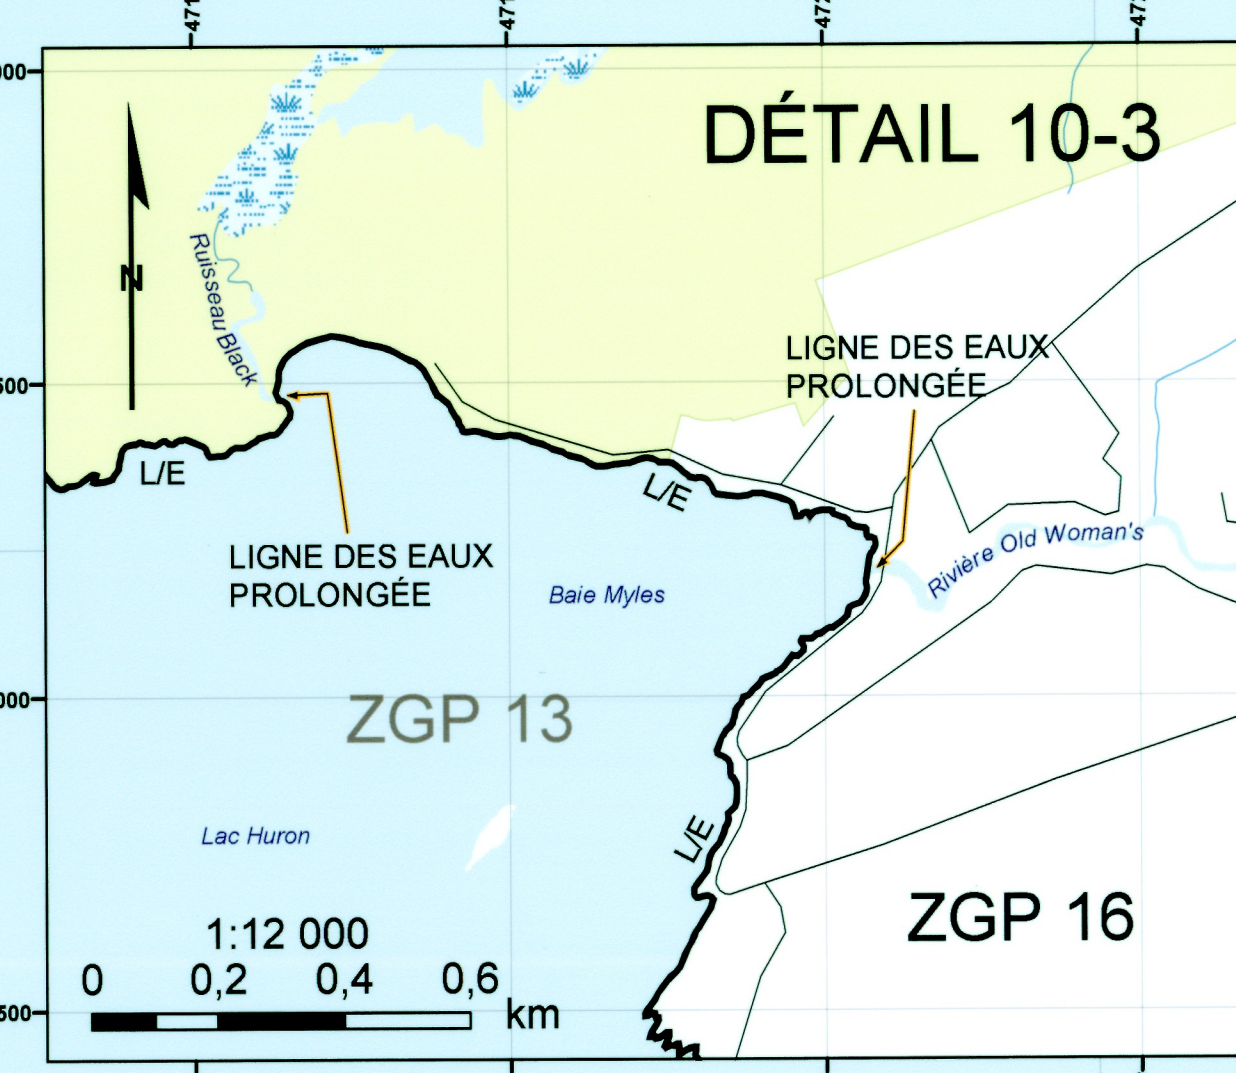 DÉTAIL 10-3
N
Ruisseau Black
LIGNE DES EAUX
PROLONGÉE
L/E
L/E
LIGNE DES EAUX
PROLONGÉE
Rivière Old Woman's
Baie Myles
ZGP 13
Lac Huron
L/E
ZGP 16
1:12 000
0 0,2 0,4 0,6
km